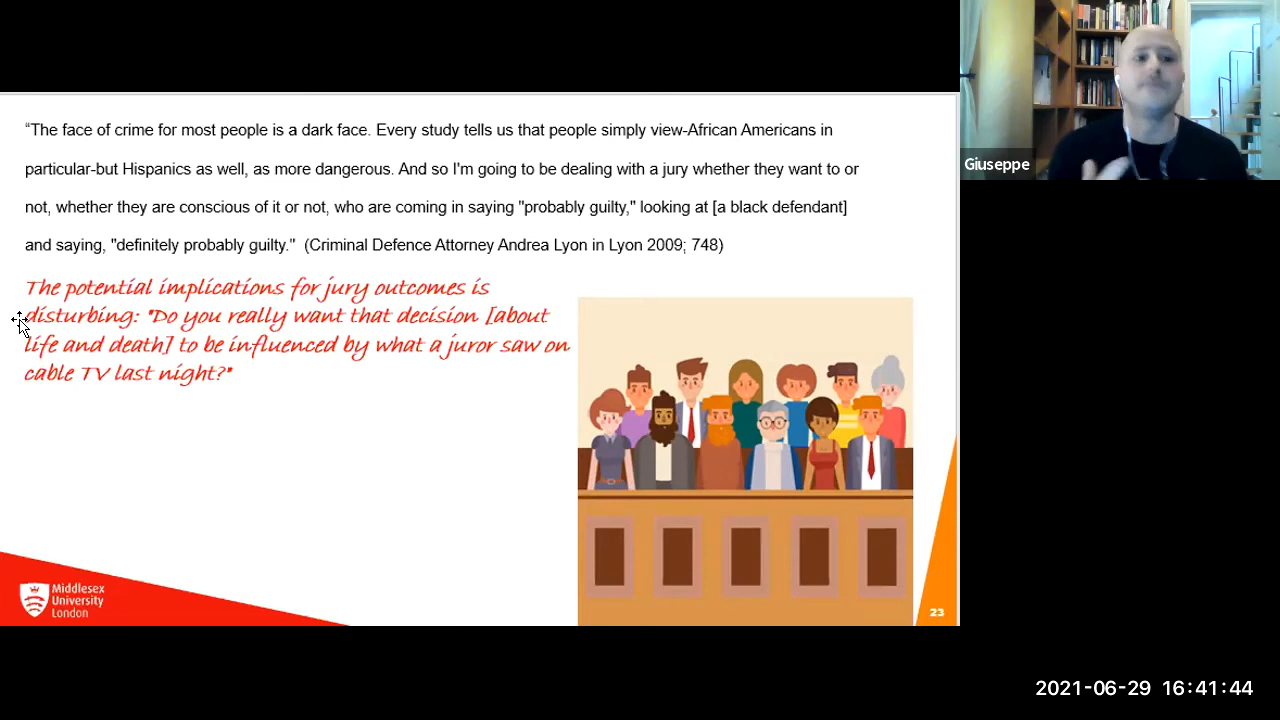 “The face of crime for most people is a dark face. Every study tells us that people simply view-African Americans in
particular-but Hispanics as well, as more dangerous. And so I'm going to be dealing with a jury whether they want to or
not, whether they are conscious of it or not, who are coming in saying "probably guilty," looking at [a black defendant]
and saying, "definitely probably guilty." (Criminal Defence Attorney Andrea Lyon in Lyon 2009; 748)
The potential implications for jury outcomes is
disturbing: "Do you really want that decision [about
life and death] to be influenced by what a juror saw on
cable TV last night?"
Middlesex
University
London
23
Giuseppe
2021-06-29 16:41:44